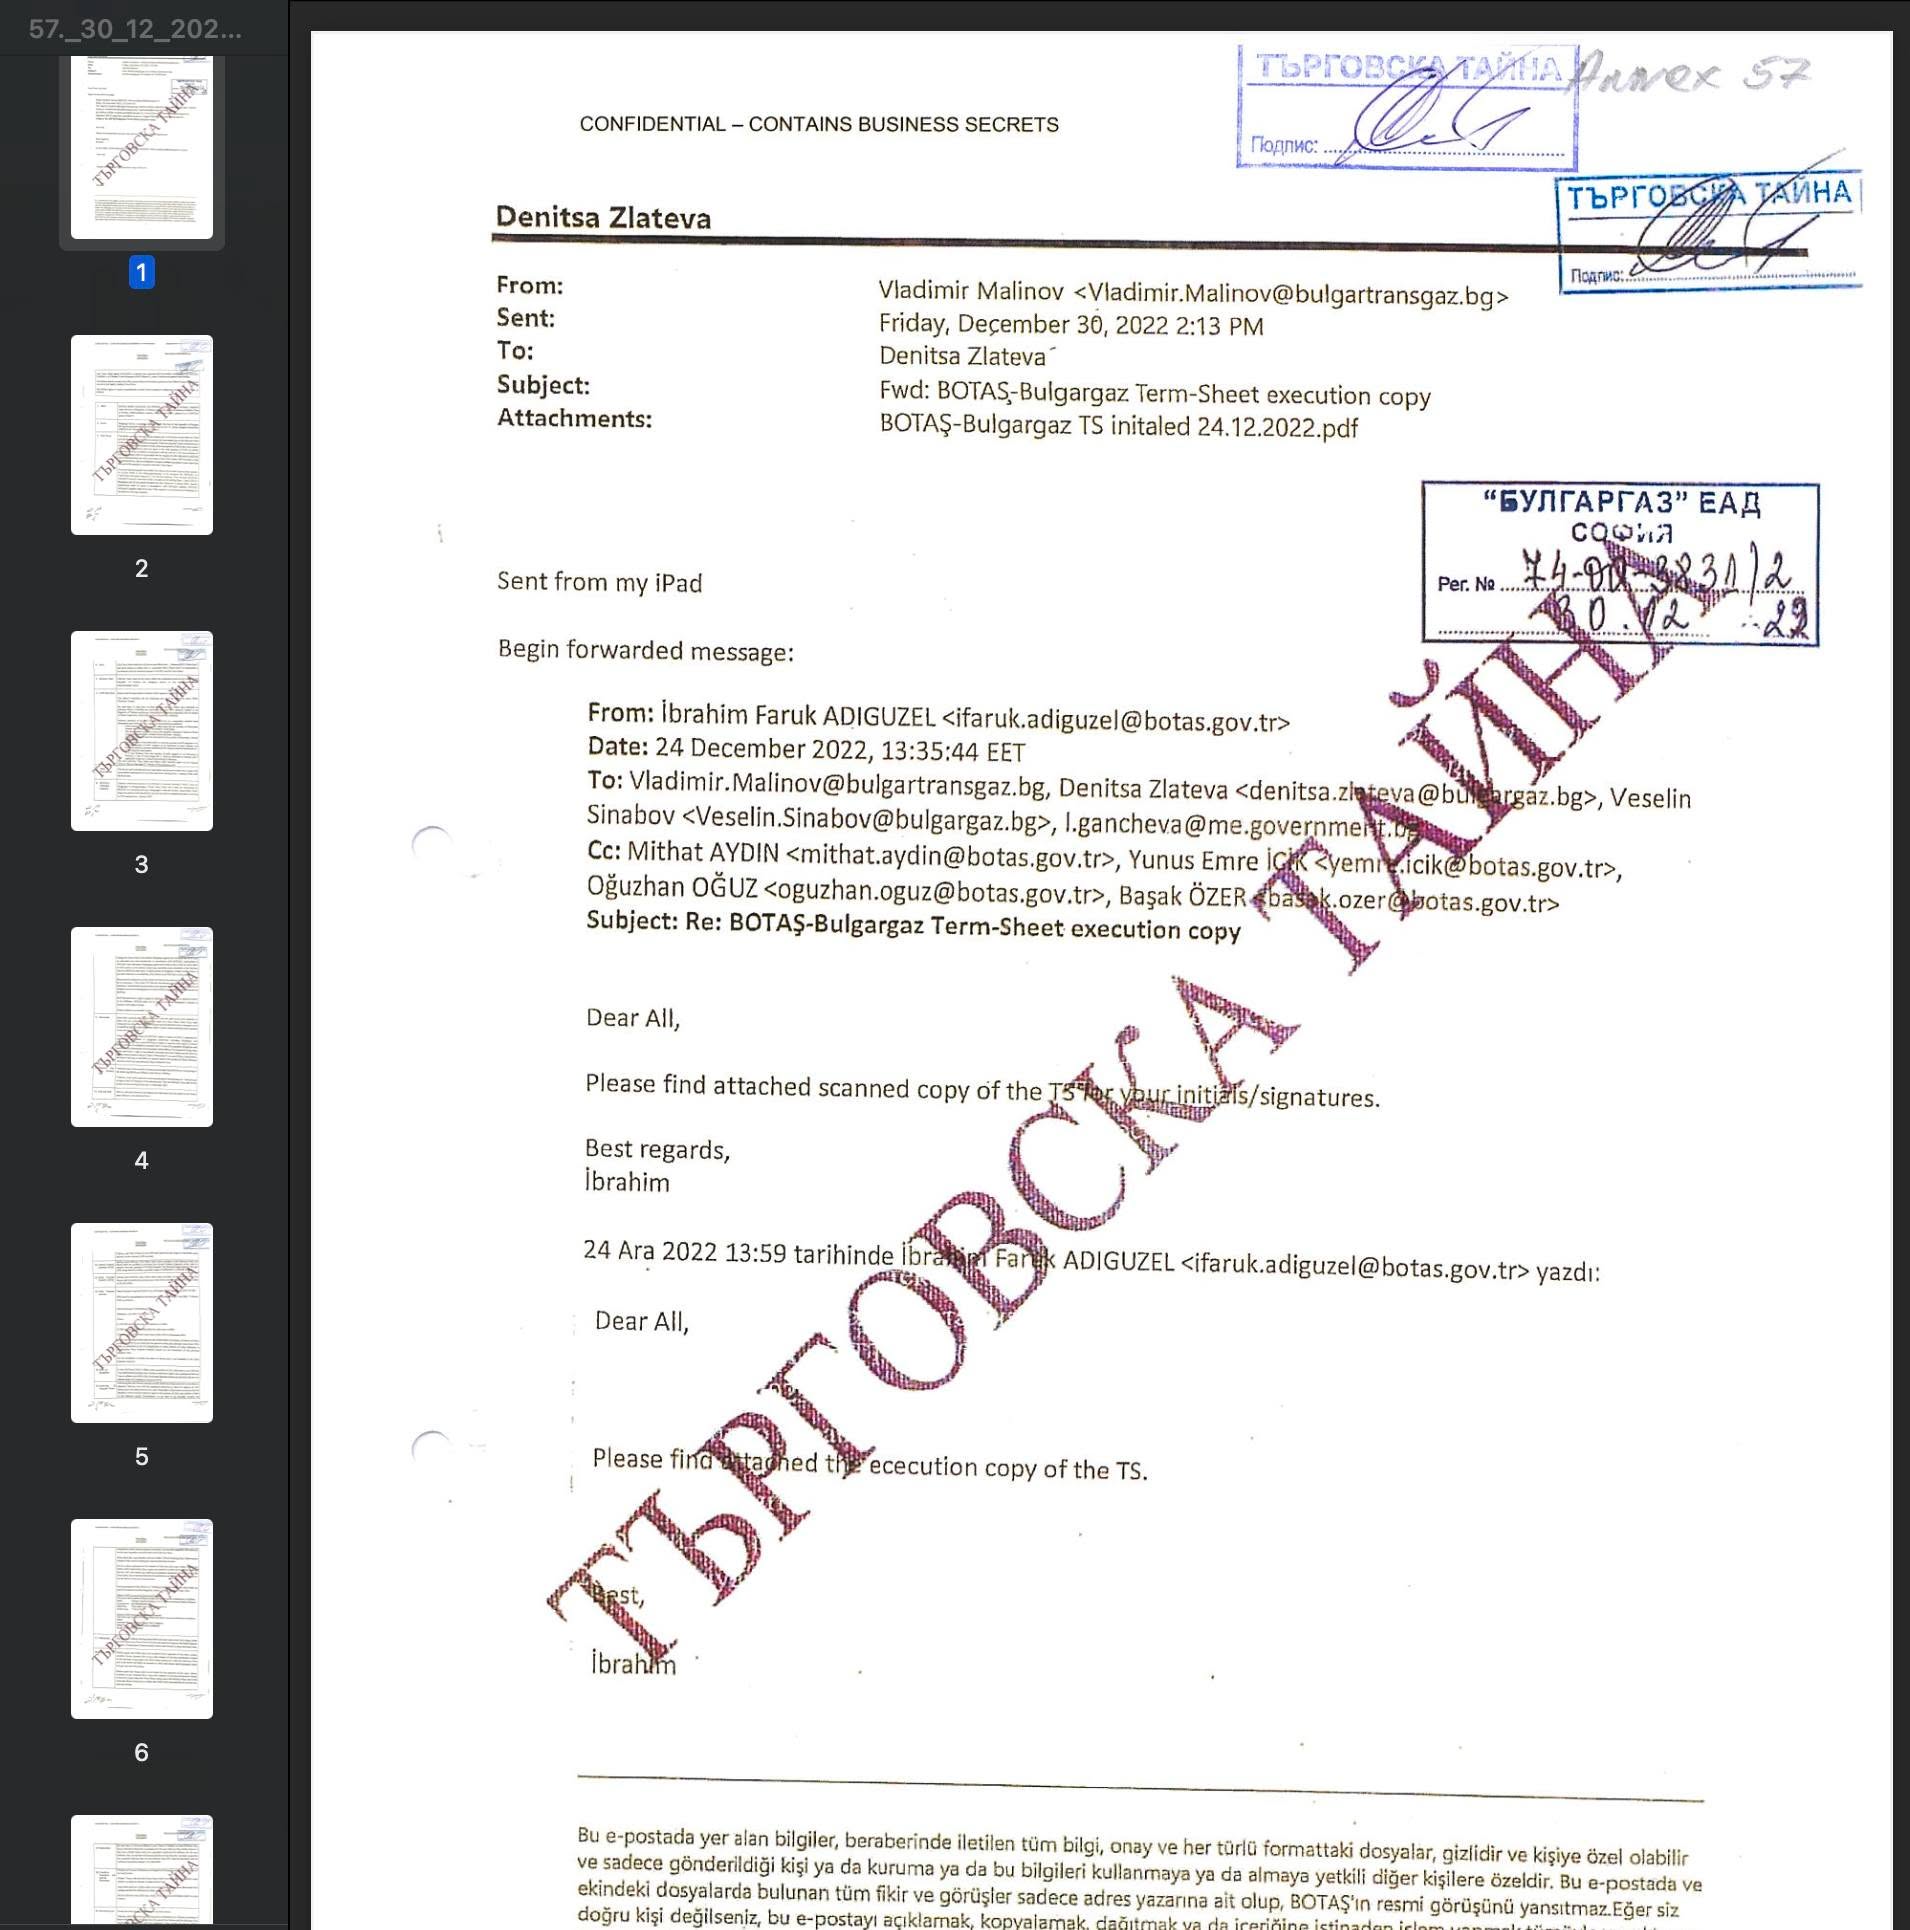 57._30_12_202...
1
2
3
4
5
6
ТЪРГОВСКА ТАЙНА
Annex 57
Подпис:
CONFIDENTIAL – CONTAINS BUSINESS SECRETS
ТЪРГОВСКА ТАЙНА
Подпис:
Denitsa Zlateva
From: Vladimir Malinov <Vladimir.Malinov@bulgartransgaz.bg>
Sent: Friday, December 30, 2022 2:13 PM
To: Denitsa Zlateva
Subject: Fwd: BOTAŞ-Bulgargaz Term-Sheet execution copy
Attachments: BOTAŞ-Bulgargaz TS initaled 24.12.2022.pdf
“БУЛГАРГАЗ” ЕАД
СОФИЯ
Рег. № 74-00-3831/2
30.12 22
Sent from my iPad
Begin forwarded message:
From: İbrahim Faruk ADIGUZEL <ifaruk.adiguzel@botas.gov.tr>
Date: 24 December 2022, 13:35:44 EET
To: Vladimir.Malinov@bulgartransgaz.bg, Denitsa Zlateva <denitsa.zlateva@bulgargaz.bg>, Veselin
Sinabov <Veselin.Sinabov@bulgargaz.bg>, I.gancheva@me.government.bg
Cc: Mithat AYDIN <mithat.aydin@botas.gov.tr>, Yunus Emre İCİK <yemre.icik@botas.gov.tr>,
Oğuzhan OĞUZ <oguzhan.oguz@botas.gov.tr>, Başak ÖZER <basak.ozer@botas.gov.tr>
Subject: Re: BOTAŞ-Bulgargaz Term-Sheet execution copy
Dear All,
Please find attached scanned copy of the TS for your initials/signatures.
Best regards,
İbrahim
24 Ara 2022 13:59 tarihinde İbrahim Faruk ADIGUZEL <ifaruk.adiguzel@botas.gov.tr> yazdı:
Dear All,
Please find attached the ececution copy of the TS.
Best,
İbrahim
ТЪРГОВСКА ТАЙНА
Bu e-postada yer alan bilgiler, beraberinde iletilen tüm bilgi, onay ve her türlü formattaki dosyalar, gizlidir ve kişiye özel olabilir
ve sadece gönderildiği kişi ya da kuruma ya da bu bilgileri kullanmaya ya da almaya yetkili diğer kişilere özeldir. Bu e-postada ve
ekindeki dosyalarda bulunan tüm fikir ve görüşler sadece adres yazarına ait olup, BOTAŞ'ın resmi görüşünü yansıtmaz.Eğer siz
doğru kişi değilseniz, bu e-postayı açıklamak, kopyalamak, dağıtmak ya da içeriğine istinaden işlem